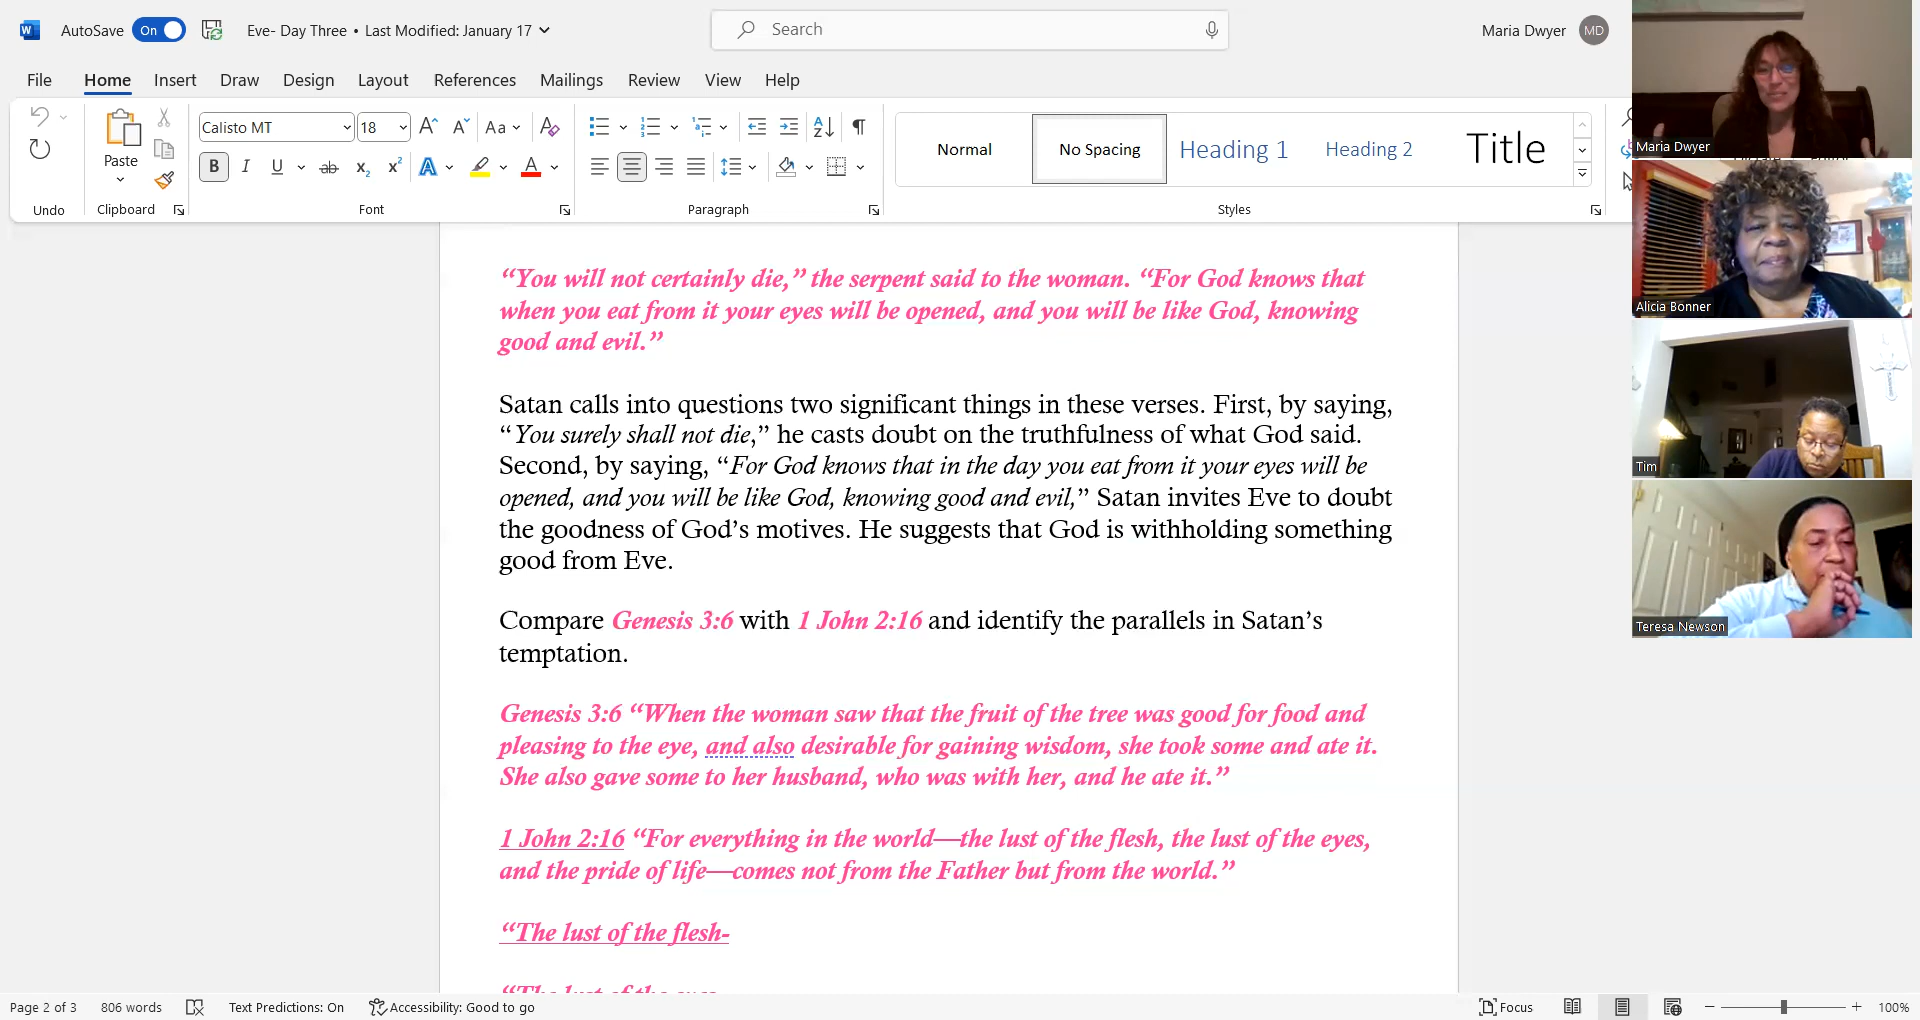 AutoSave On Eve- Day Three • Last Modified: January 17 Search Maria Dwyer MD
File Home Insert Draw Design Layout References Mailings Review View Help
Calisto MT 18 Aa
Paste B I U ab x₂ x² A A
Normal No Spacing Heading 1 Heading 2 Title
Undo Clipboard Font Paragraph Styles
“You will not certainly die,” the serpent said to the woman. “For God knows that
when you eat from it your eyes will be opened, and you will be like God, knowing
good and evil.”
Satan calls into questions two significant things in these verses. First, by saying,
“You surely shall not die,” he casts doubt on the truthfulness of what God said.
Second, by saying, “For God knows that in the day you eat from it your eyes will be
opened, and you will be like God, knowing good and evil,” Satan invites Eve to doubt
the goodness of God’s motives. He suggests that God is withholding something
good from Eve.
Compare Genesis 3:6 with 1 John 2:16 and identify the parallels in Satan’s
temptation.
Genesis 3:6 “When the woman saw that the fruit of the tree was good for food and
pleasing to the eye, and also desirable for gaining wisdom, she took some and ate it.
She also gave some to her husband, who was with her, and he ate it.”
1 John 2:16 “For everything in the world—the lust of the flesh, the lust of the eyes,
and the pride of life—comes not from the Father but from the world.”
“The lust of the flesh-
“The lust of the eyes
Page 2 of 3 806 words Text Predictions: On Accessibility: Good to go Focus 100%
Maria Dwyer
Alicia Bonner
Tim
Teresa Newson